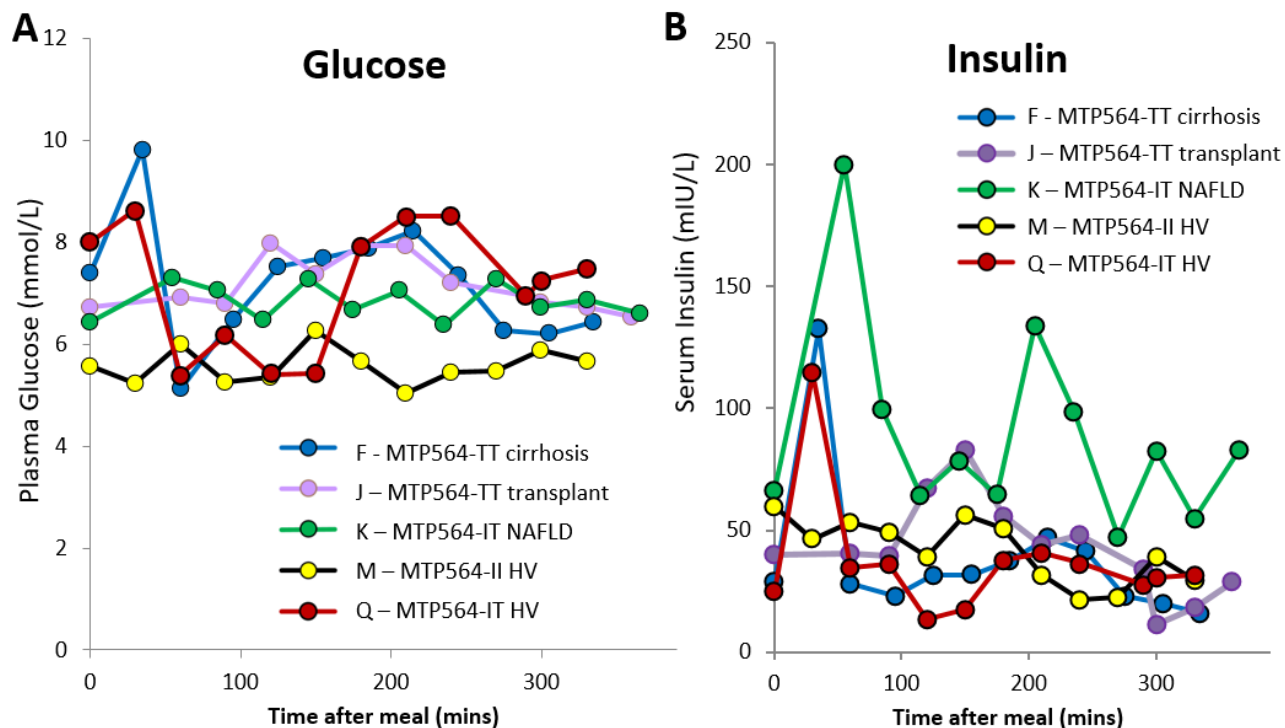 A
Glucose
12
10
8
6
4
2
0
Plasma Glucose (mmol/L)
F - MTP564-TT cirrhosis
J – MTP564-TT transplant
K – MTP564-IT NAFLD
M – MTP564-II HV
Q – MTP564-IT HV
0 100 200 300
Time after meal (mins)
B
Insulin
250
200
150
100
50
0
Serum Insulin (mIU/L)
F - MTP564-TT cirrhosis
J – MTP564-TT transplant
K – MTP564-IT NAFLD
M – MTP564-II HV
Q – MTP564-IT HV
0 100 200 300
Time after meal (mins)